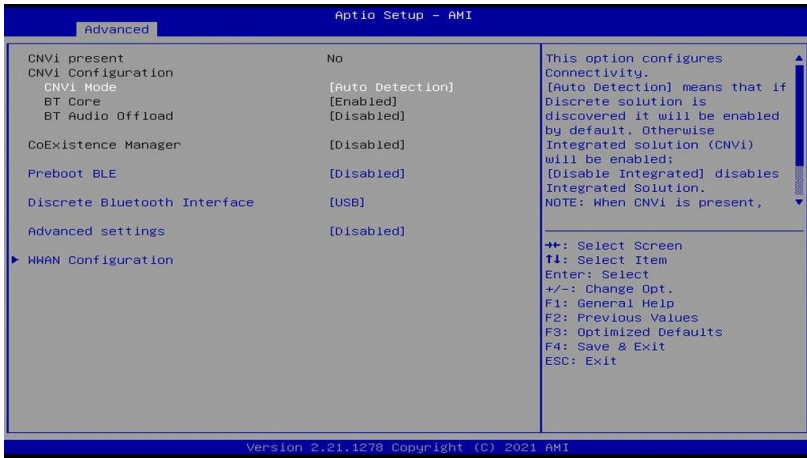 Aptio Setup – AMI
Advanced
CNVi present No
CNVi Configuration
CNVi Mode [Auto Detection]
BT Core [Enabled]
BT Audio Offload [Disabled]
CoExistence Manager [Disabled]
Preboot BLE [Disabled]
Discrete Bluetooth Interface [USB]
Advanced settings [Disabled]
WWAN Configuration
This option configures
Connectivity.
[Auto Detection] means that if
Discrete solution is
discovered it will be enabled
by default. Otherwise
Integrated solution (CNVi)
will be enabled;
[Disable Integrated] disables
Integrated Solution.
NOTE: When CNVi is present,
→←: Select Screen
↑↓: Select Item
Enter: Select
+/-: Change Opt.
F1: General Help
F2: Previous Values
F3: Optimized Defaults
F4: Save & Exit
ESC: Exit
Version 2.21.1278 Copyright (C) 2021 AMI